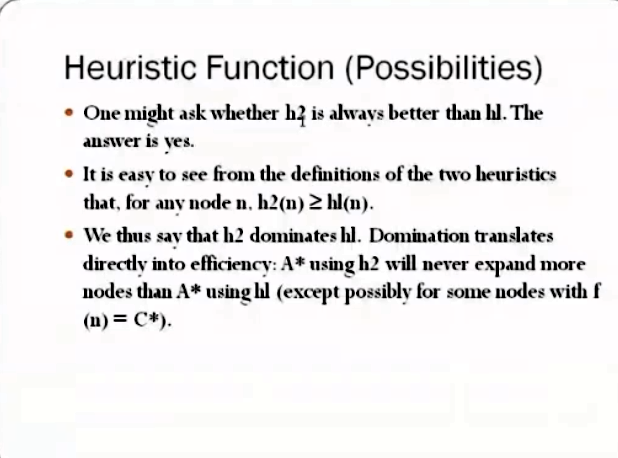 Heuristic Function (Possibilities)
• One might ask whether h2 is always better than hl. The
answer is yes.
• It is easy to see from the definitions of the two heuristics
that, for any node n, h2(n) ≥ hl(n).
• We thus say that h2 dominates hl. Domination translates
directly into efficiency: A* using h2 will never expand more
nodes than A* using hl (except possibly for some nodes with f
(n) = C*).